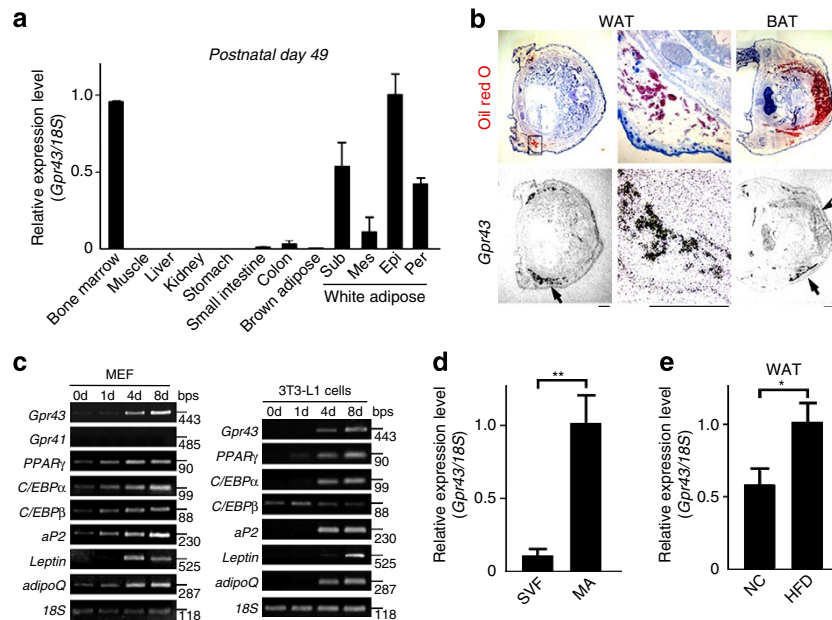 a
Postnatal day 49
Relative expression level
(Gpr43/18S)
1.0
0.5
0
Bone marrow
Muscle
Liver
Kidney
Stomach
Small intestine
Colon
Brown adipose
Sub
Mes
Epi
Per
White adipose
b
WAT
BAT
Oil red O
Gpr43
c
MEF
0d 1d 4d 8d bps
Gpr43 443
Gpr41 485
PPARγ 90
C/EBPα 99
C/EBPβ 88
aP2 230
Leptin 525
adipoQ 287
18S 118
3T3-L1 cells
0d 1d 4d 8d bps
Gpr43 443
PPARγ 90
C/EBPα 99
C/EBPβ 88
aP2 230
Leptin 525
adipoQ 287
18S 118
d
Relative expression level
(Gpr43/18S)
**
1.0
0.5
0
SVF
MA
e
WAT
Relative expression level
(Gpr43/18S)
*
1.0
0.5
0
NC
HFD